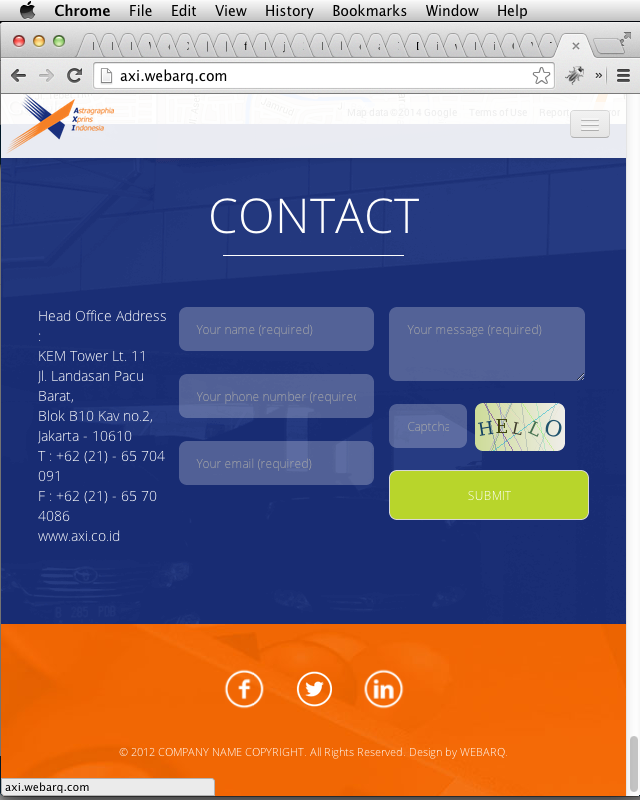 Chrome File Edit View History Bookmarks Window Help
axi.webarq.com
Astragraphia
Xprins
Indonesia
Map data ©2014 Google Terms of Use
CONTACT
Head Office Address
:
KEM Tower Lt. 11
Jl. Landasan Pacu
Barat,
Blok B10 Kav no.2,
Jakarta - 10610
T : +62 (21) - 65 704
091
F : +62 (21) - 65 70
4086
www.axi.co.id
Your name (required)
Your phone number (required
Your email (required)
Your message (required)
Captcha
HELLO
SUBMIT
© 2012 COMPANY NAME COPYRIGHT. All Rights Reserved. Design by WEBARQ.
axi.webarq.com